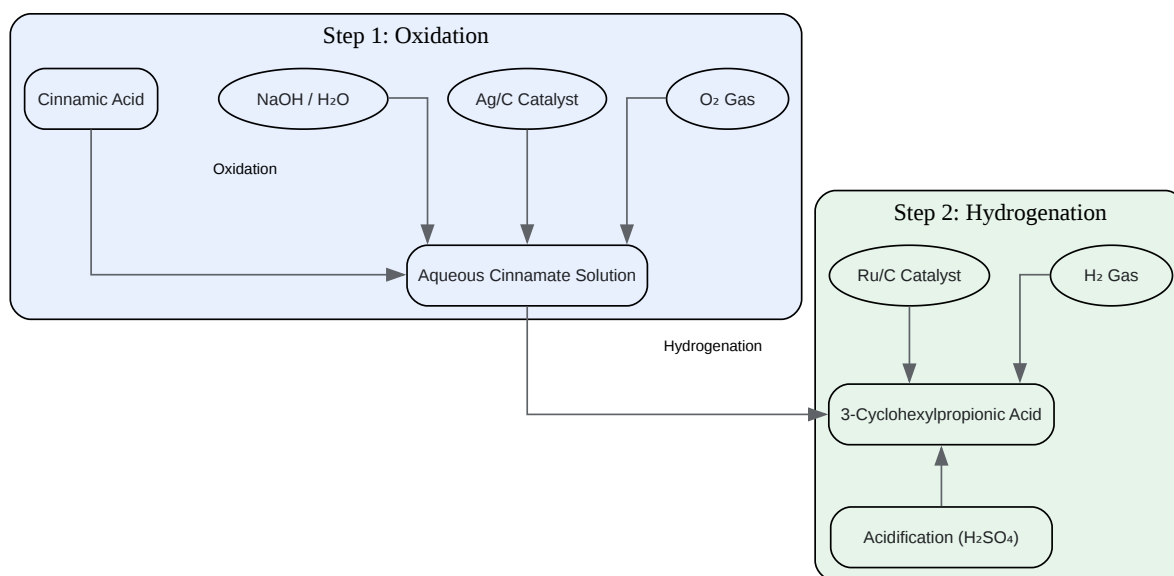 Step 1: Oxidation
Cinnamic Acid
NaOH / H₂O
Ag/C Catalyst
O₂ Gas
Oxidation
Aqueous Cinnamate Solution
Step 2: Hydrogenation
Ru/C Catalyst
H₂ Gas
Hydrogenation
3-Cyclohexylpropionic Acid
Acidification (H₂SO₄)